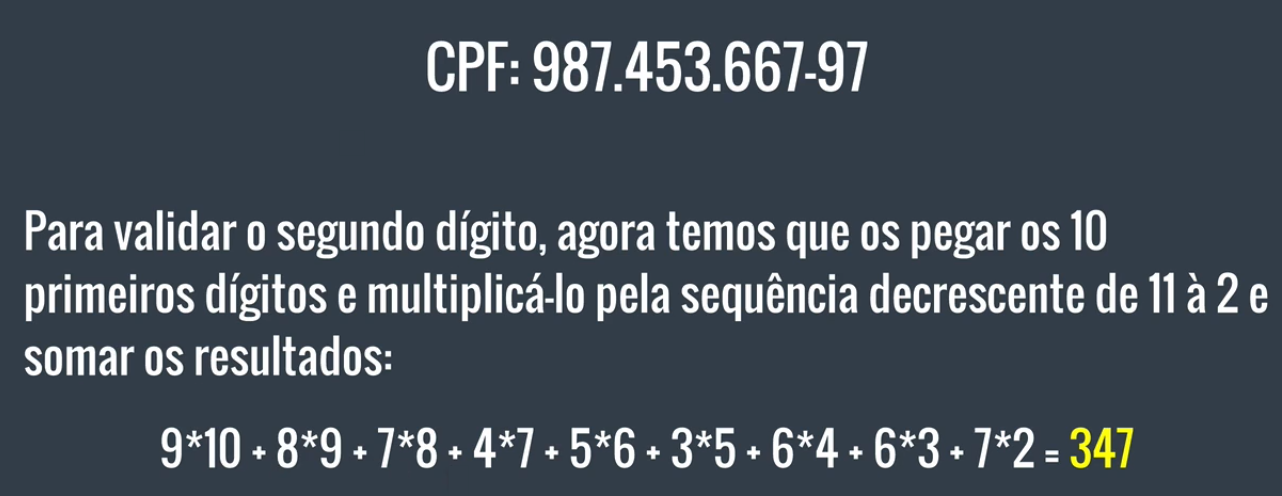 CPF: 987.453.667-97
Para validar o segundo dígito, agora temos que os pegar os 10
primeiros dígitos e multiplicá-lo pela sequência decrescente de 11 à 2 e
somar os resultados:
9*10 + 8*9 + 7*8 + 4*7 + 5*6 + 3*5 + 6*4 + 6*3 + 7*2 = 347